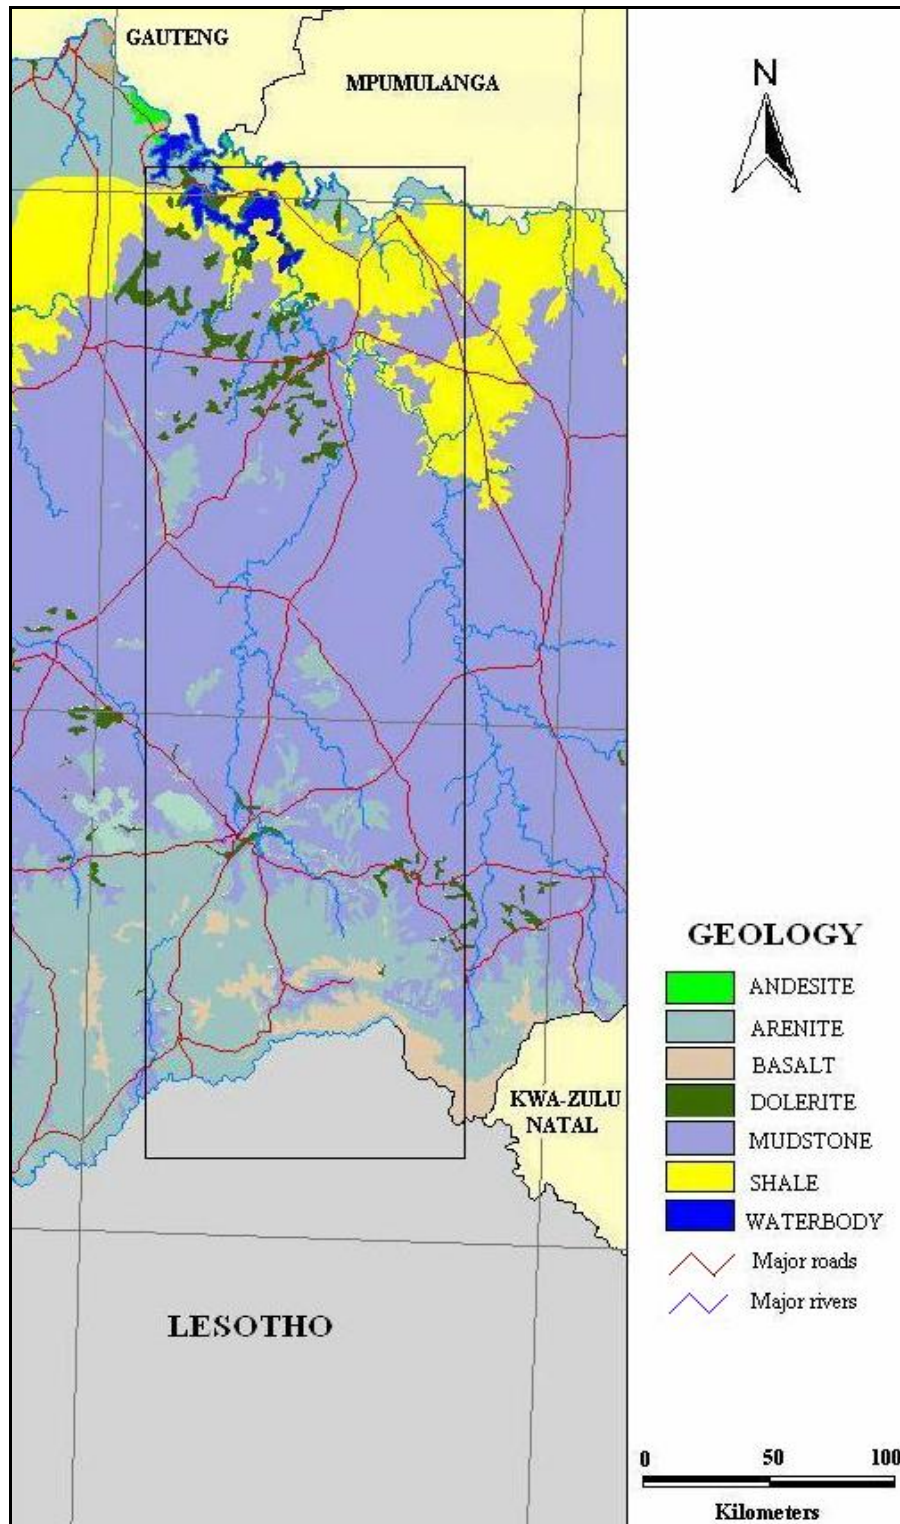 GAUTENG
MPUMULANGA
N
GEOLOGY
ANDESITE
ARENITE
BASALT
DOLERITE
MUDSTONE
SHALE
WATERBODY
Major roads
Major rivers
KWA-ZULU
NATAL
LESOTHO
0 50 100
Kilometers